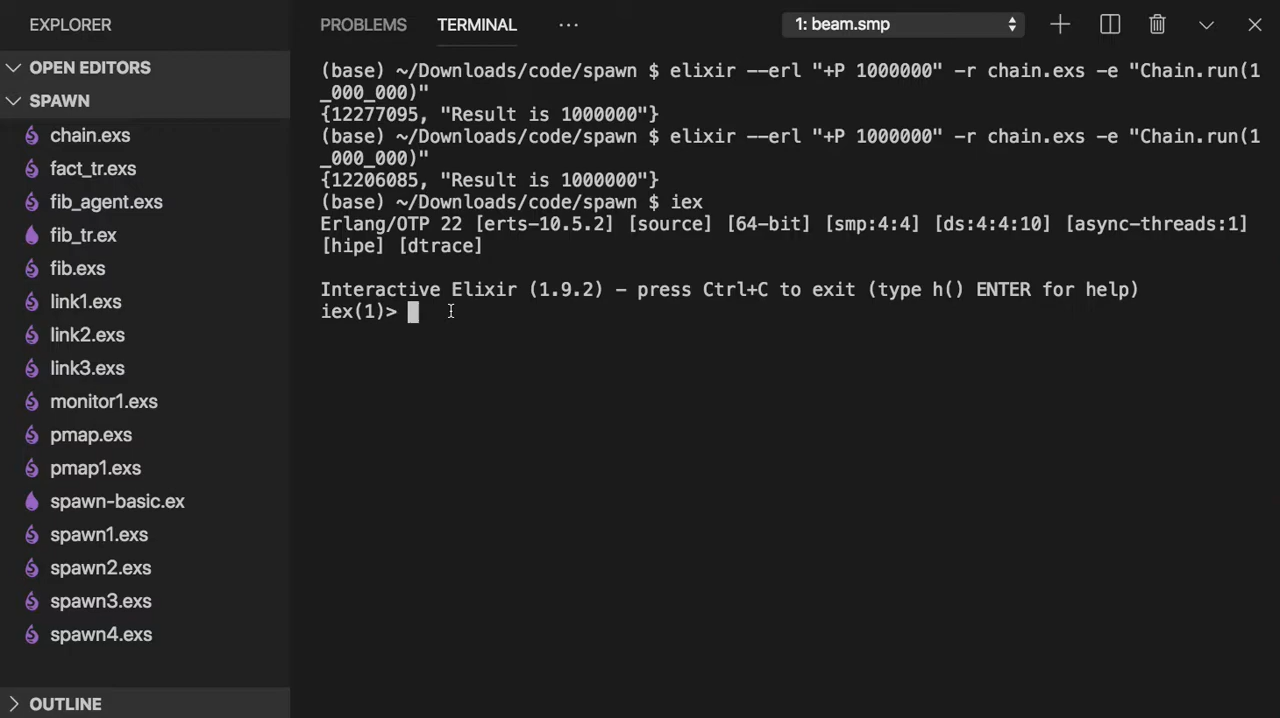 EXPLORER
OPEN EDITORS
SPAWN
chain.exs
fact_tr.exs
fib_agent.exs
fib_tr.ex
fib.exs
link1.exs
link2.exs
link3.exs
monitor1.exs
pmap.exs
pmap1.exs
spawn-basic.ex
spawn1.exs
spawn2.exs
spawn3.exs
spawn4.exs
OUTLINE
PROBLEMS TERMINAL ··· 1: beam.smp
(base) ~/Downloads/code/spawn $ elixir --erl "+P 1000000" -r chain.exs -e "Chain.run(1
_000_000)"
{12277095, "Result is 1000000"}
(base) ~/Downloads/code/spawn $ elixir --erl "+P 1000000" -r chain.exs -e "Chain.run(1
_000_000)"
{12206085, "Result is 1000000"}
(base) ~/Downloads/code/spawn $ iex
Erlang/OTP 22 [erts-10.5.2] [source] [64-bit] [smp:4:4] [ds:4:4:10] [async-threads:1]
[hipe] [dtrace]
Interactive Elixir (1.9.2) - press Ctrl+C to exit (type h() ENTER for help)
iex(1)>